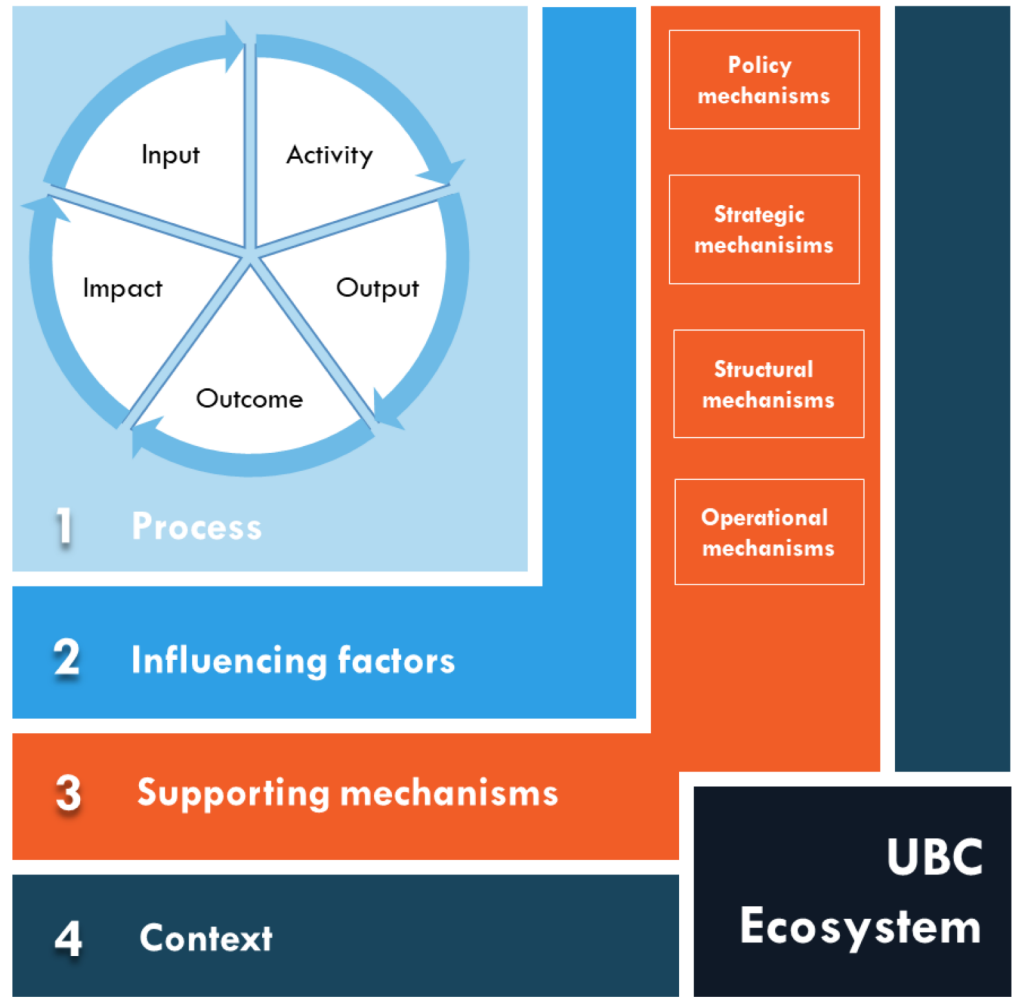 Input
Activity
Impact
Output
Outcome
1 Process
Policy
mechanisms
Strategic
mechanisims
Structural
mechanisms
Operational
mechanisms
2 Influencing factors
3 Supporting mechanisms
4 Context
UBC
Ecosystem